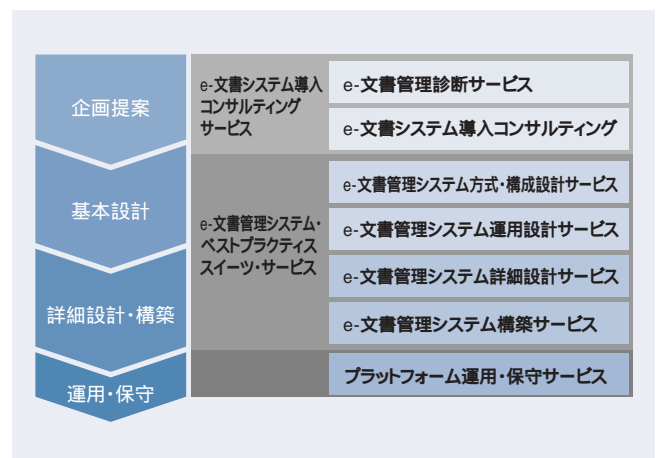 企画提案
e-文書システム導入
コンサルティング
サービス
e-文書管理診断サービス
e-文書システム導入コンサルティング
基本設計
e-文書管理システム・
ベストプラクティス
スイーツ・サービス
e-文書管理システム方式・構成設計サービス
e-文書管理システム運用設計サービス
詳細設計・構築
e-文書管理システム詳細設計サービス
e-文書管理システム構築サービス
運用・保守
プラットフォーム運用・保守サービス